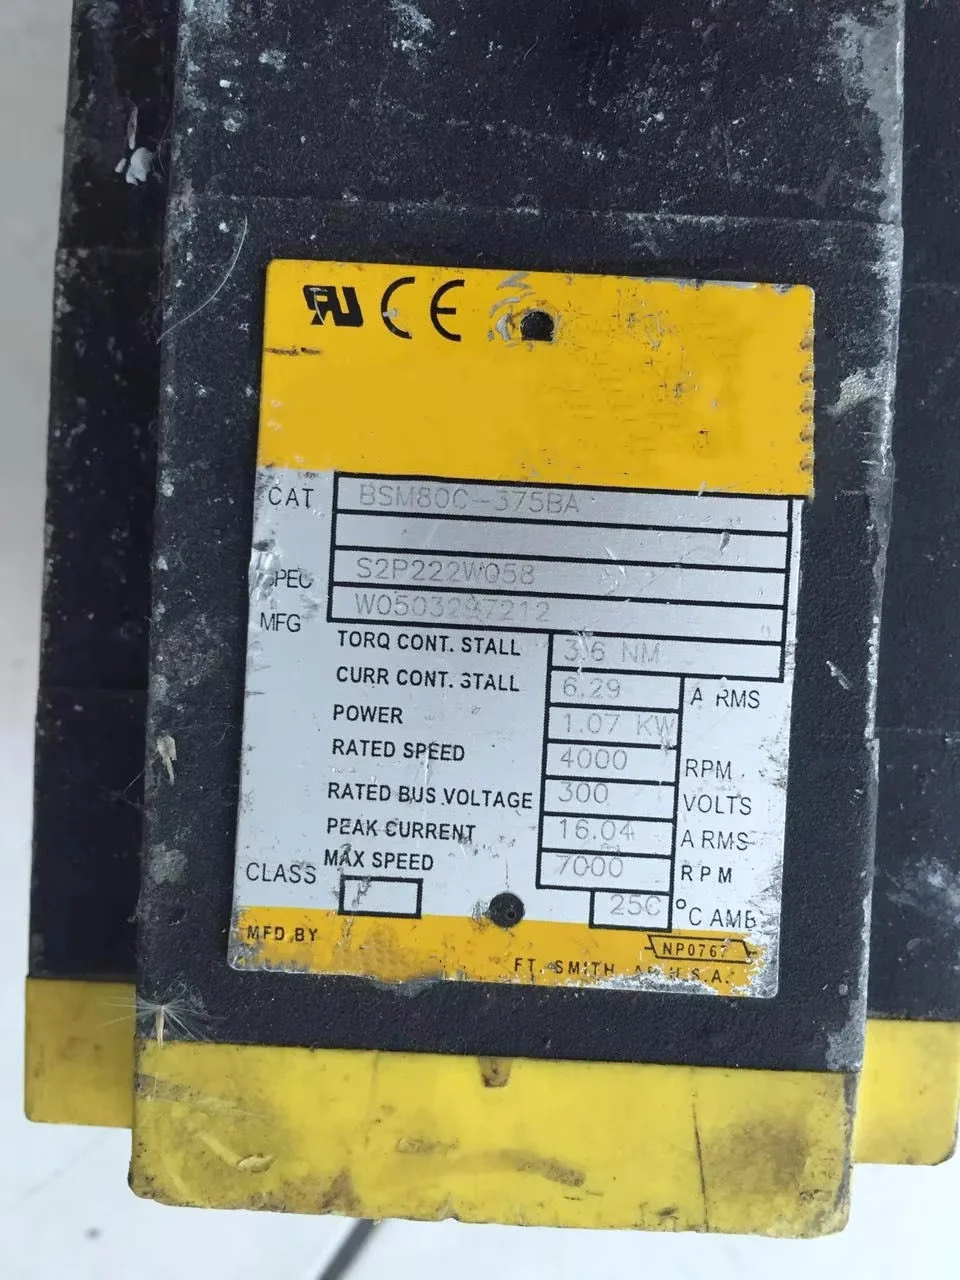 CE
CAT BSM80C-375BA
SPEC S2P222W058
MFG W0503297212
TORQ CONT. STALL 3.6 NM
CURR CONT. STALL 6.29 A RMS
POWER 1.07 KW
RATED SPEED 4000 RPM
RATED BUS VOLTAGE 300 VOLTS
PEAK CURRENT 16.04 A RMS
MAX SPEED 7000 RPM
CLASS F 25C °C AMB
MFD BY NP0767
FT. SMITH AR U.S.A.